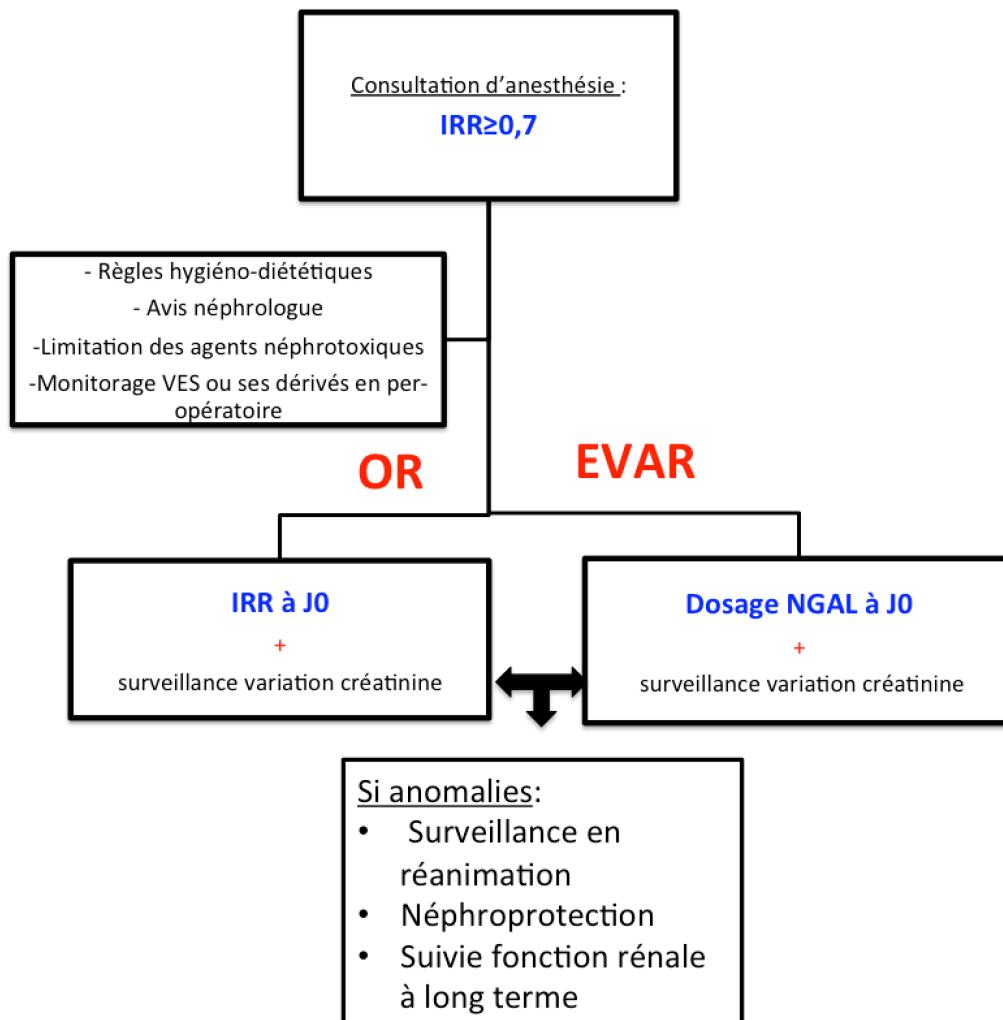 Consultation d'anesthésie :
IRR≥0,7
- Règles hygiéno-diététiques
- Avis néphrologue
-Limitation des agents néphrotoxiques
-Monitorage VES ou ses dérivés en per-
opératoire
OR
EVAR
IRR à J0
+
surveillance variation créatinine
Dosage NGAL à J0
+
surveillance variation créatinine
Si anomalies:
• Surveillance en
réanimation
• Néphroprotection
• Suivie fonction rénale
à long terme